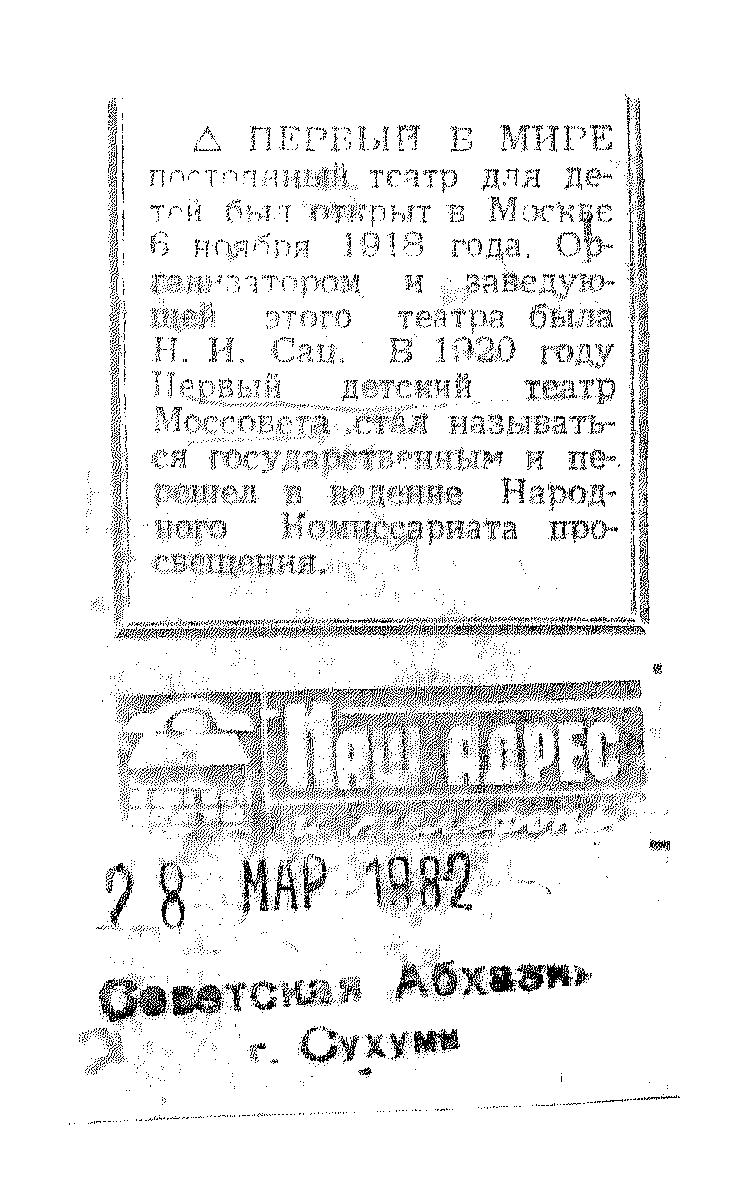 △ ПЕРВЫЙ В МИРЕ
постоянный театр для де-
тей был открыт в Москве
6 ноября 1918 года. Ор-
ганизатором и заведую-
щей этого театра была
Н. И. Сац. В 1920 году
Первый детский театр
Моссовета стал называть-
ся государственным и пе-
решел в ведение Народ-
ного Комиссариата про-
свещения.
Наш адрес
28 МАР 1982
Советская Абхазия
г. Сухуми